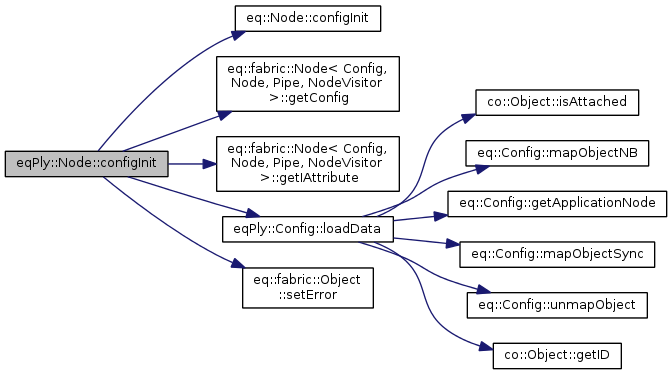 eqPly::Node::configInit
eq::Node::configInit
eq::fabric::Node< Config,
Node, Pipe, NodeVisitor
>::getConfig
eq::fabric::Node< Config,
Node, Pipe, NodeVisitor
>::getIAttribute
eqPly::Config::loadData
eq::fabric::Object
::setError
co::Object::isAttached
eq::Config::mapObjectNB
eq::Config::getApplicationNode
eq::Config::mapObjectSync
eq::Config::unmapObject
co::Object::getID